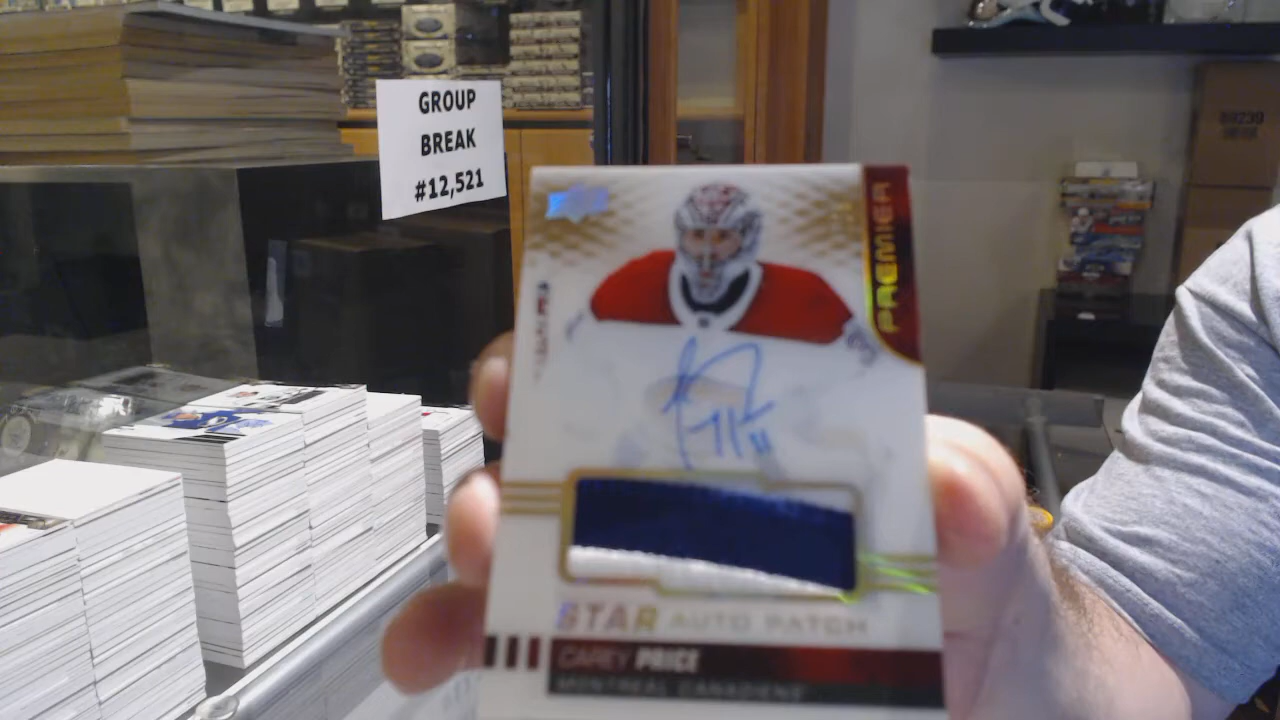 GROUP
BREAK
#12,521
PREMIER
STAR AUTO PATCH
CAREY PRICE
MONTREAL CANADIENS